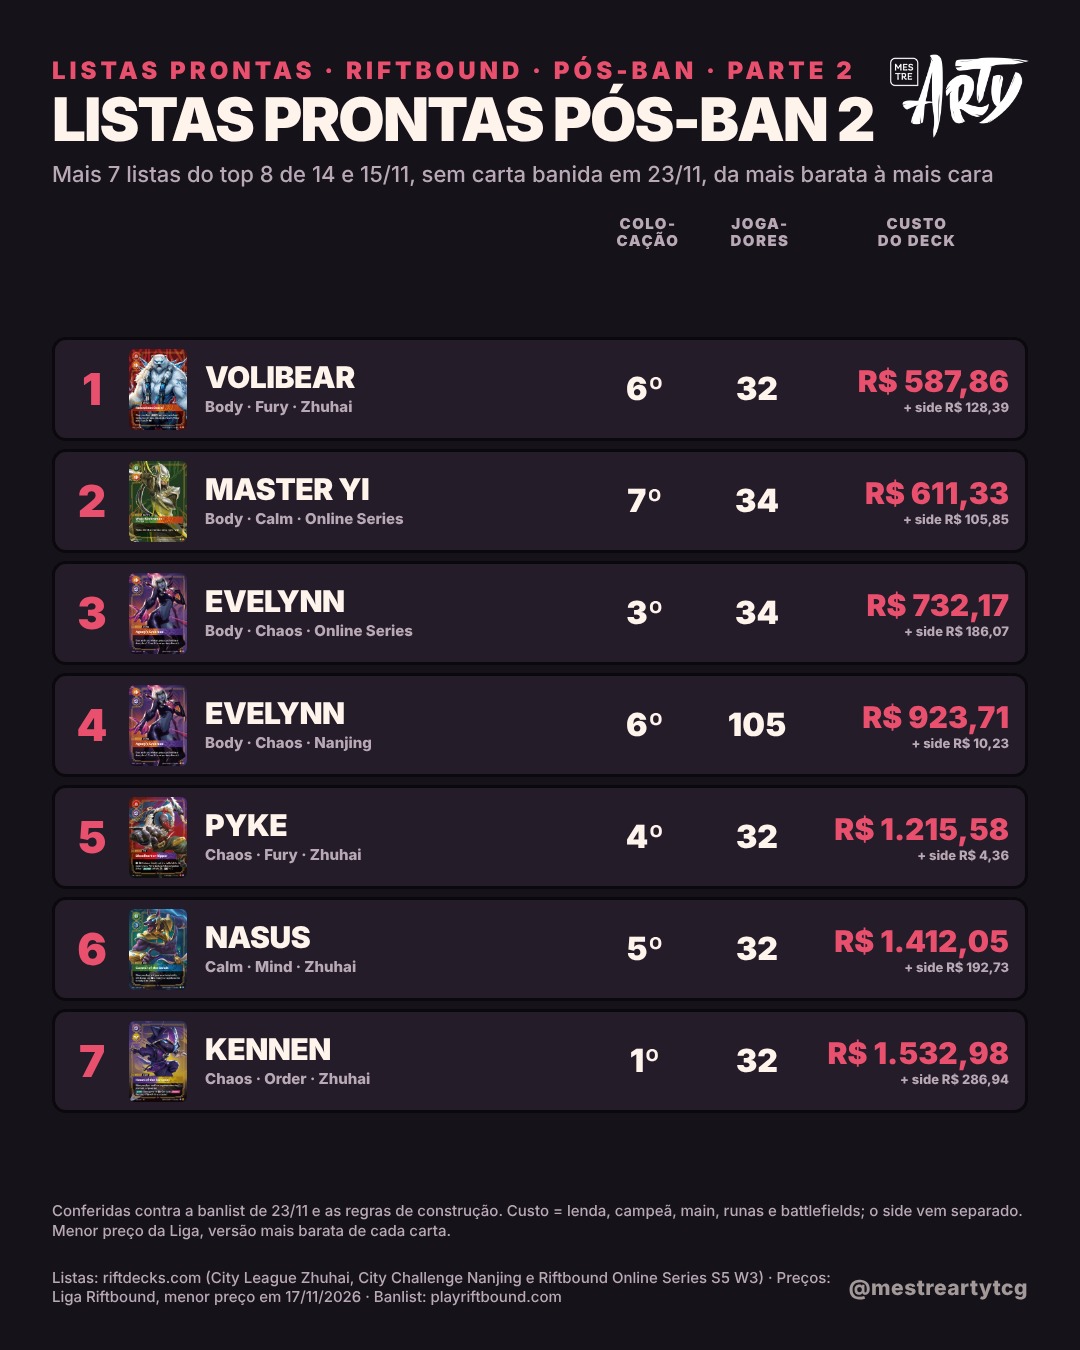 LISTAS PRONTAS · RIFTBOUND · PÓS-BAN · PARTE 2
MESTRE ARTY
LISTAS PRONTAS PÓS-BAN 2
Mais 7 listas do top 8 de 14 e 15/11, sem carta banida em 23/11, da mais barata à mais cara
COLO-
CAÇÃO
JOGA-
DORES
CUSTO
DO DECK
1
VOLIBEAR
Body · Fury · Zhuhai
6º
32
R$ 587,86
+ side R$ 128,39
2
MASTER YI
Body · Calm · Online Series
7º
34
R$ 611,33
+ side R$ 105,85
3
EVELYNN
Body · Chaos · Online Series
3º
34
R$ 732,17
+ side R$ 186,07
4
EVELYNN
Body · Chaos · Nanjing
6º
105
R$ 923,71
+ side R$ 10,23
5
PYKE
Chaos · Fury · Zhuhai
4º
32
R$ 1.215,58
+ side R$ 4,36
6
NASUS
Calm · Mind · Zhuhai
5º
32
R$ 1.412,05
+ side R$ 192,73
7
KENNEN
Chaos · Order · Zhuhai
1º
32
R$ 1.532,98
+ side R$ 286,94
Conferidas contra a banlist de 23/11 e as regras de construção. Custo = lenda, campeã, main, runas e battlefields; o side vem separado.
Menor preço da Liga, versão mais barata de cada carta.
Listas: riftdecks.com (City League Zhuhai, City Challenge Nanjing e Riftbound Online Series S5 W3) · Preços:
Liga Riftbound, menor preço em 17/11/2026 · Banlist: playriftbound.com
@mestreartytcg